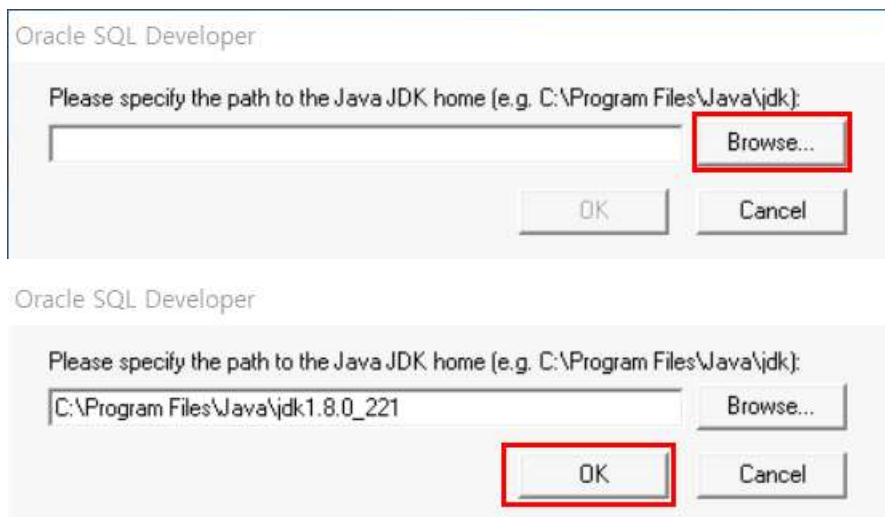 Oracle SQL Developer
Please specify the path to the Java JDK home (e.g. C:\Program Files\Java\jdk):
Browse...
OK
Cancel
Oracle SQL Developer
Please specify the path to the Java JDK home (e.g. C:\Program Files\Java\jdk):
C:\Program Files\Java\jdk1.8.0_221
Browse...
OK
Cancel